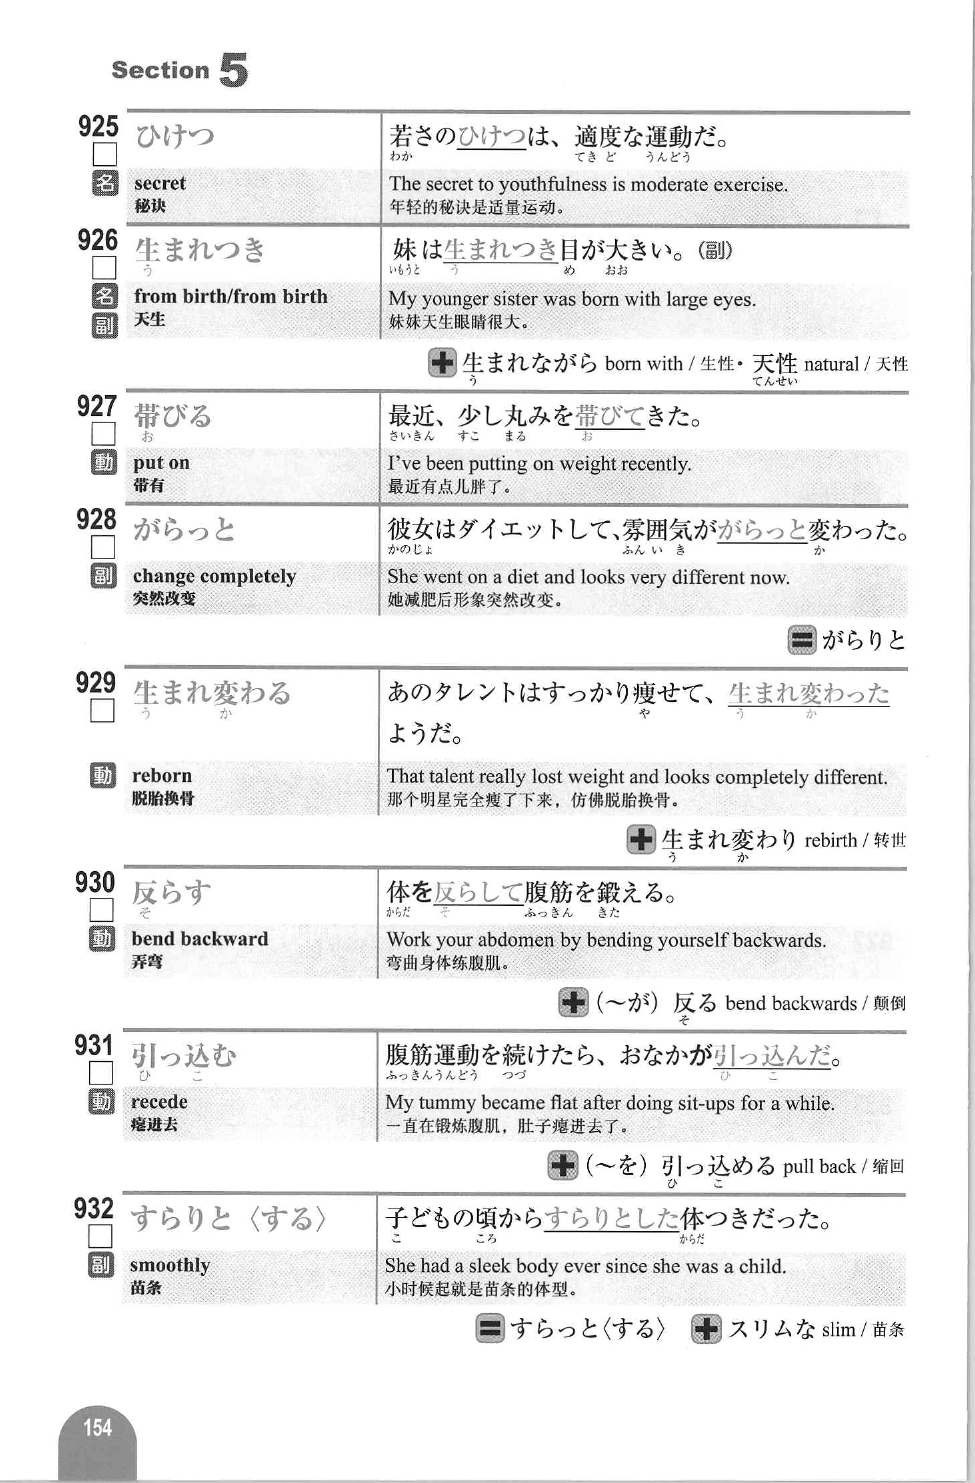 Section 5
925 ひけつ 若さのひけつは、適度な運動だ。
わか てきど うんどう
名 secret The secret to youthfulness is moderate exercise.
秘诀 年轻的秘诀是适量运动。
926 生まれつき 妹は生まれつき目が大きい。(副)
う いもうと う め おお
名 from birth/from birth My younger sister was born with large eyes.
副 天生 妹妹天生眼睛很大。
+ 生まれながら born with / 生性・天性 natural / 天性
う てんせい
927 帯びる 最近、少し丸みを帯びてきた。
お さいきん すこ まる お
動 put on I've been putting on weight recently.
带有 最近有点儿胖了。
928 がらっと 彼女はダイエットして、雰囲気ががらっと変わった。
かのじょ ふんいき か
副 change completely She went on a diet and looks very different now.
突然改变 她减肥后形象突然改变。
= がらりと
929 生まれ変わる あのタレントはすっかり痩せて、生まれ変わった
う か や う か
ようだ。
動 reborn That talent really lost weight and looks completely different.
脱胎换骨 那个明星完全瘦了下来，仿佛脱胎换骨。
+ 生まれ変わり rebirth / 转世
う か
930 反らす 体を反らして腹筋を鍛える。
そ からだ そ ふっきん きた
動 bend backward Work your abdomen by bending yourself backwards.
弄弯 弯曲身体练腹肌。
+ (〜が) 反る bend backwards / 颠倒
そ
931 引っ込む 腹筋運動を続けたら、おなかが引っ込んだ。
ひ こ ふっきんうんどう つづ ひ こ
動 recede My tummy became flat after doing sit-ups for a while.
瘪进去 一直在锻炼腹肌，肚子瘪进去了。
+ (〜を) 引っ込める pull back / 缩回
ひ こ
932 すらりと〈する〉 子どもの頃からすらりとした体つきだった。
こ ころ からだ
副 smoothly She had a sleek body ever since she was a child.
苗条 小时候起就是苗条的体型。
= すらっと〈する〉 + スリムな slim / 苗条
154